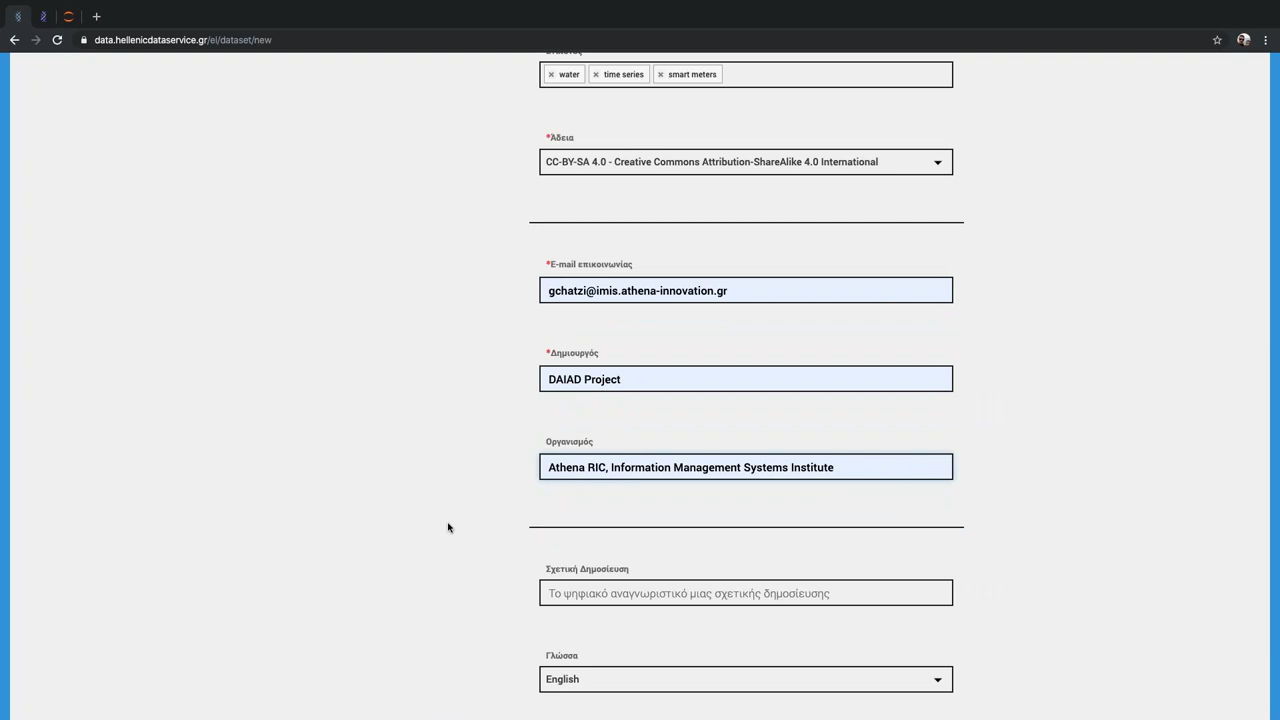 data.hellenicdataservice.gr/el/dataset/new
× water × time series × smart meters
*Άδεια
CC-BY-SA 4.0 - Creative Commons Attribution-ShareAlike 4.0 International
*E-mail επικοινωνίας
gchatzi@imis.athena-innovation.gr
*Δημιουργός
DAIAD Project
Οργανισμός
Athena RIC, Information Management Systems Institute
Σχετική Δημοσίευση
Το ψηφιακό αναγνωριστικό μιας σχετικής δημοσίευσης
Γλώσσα
English